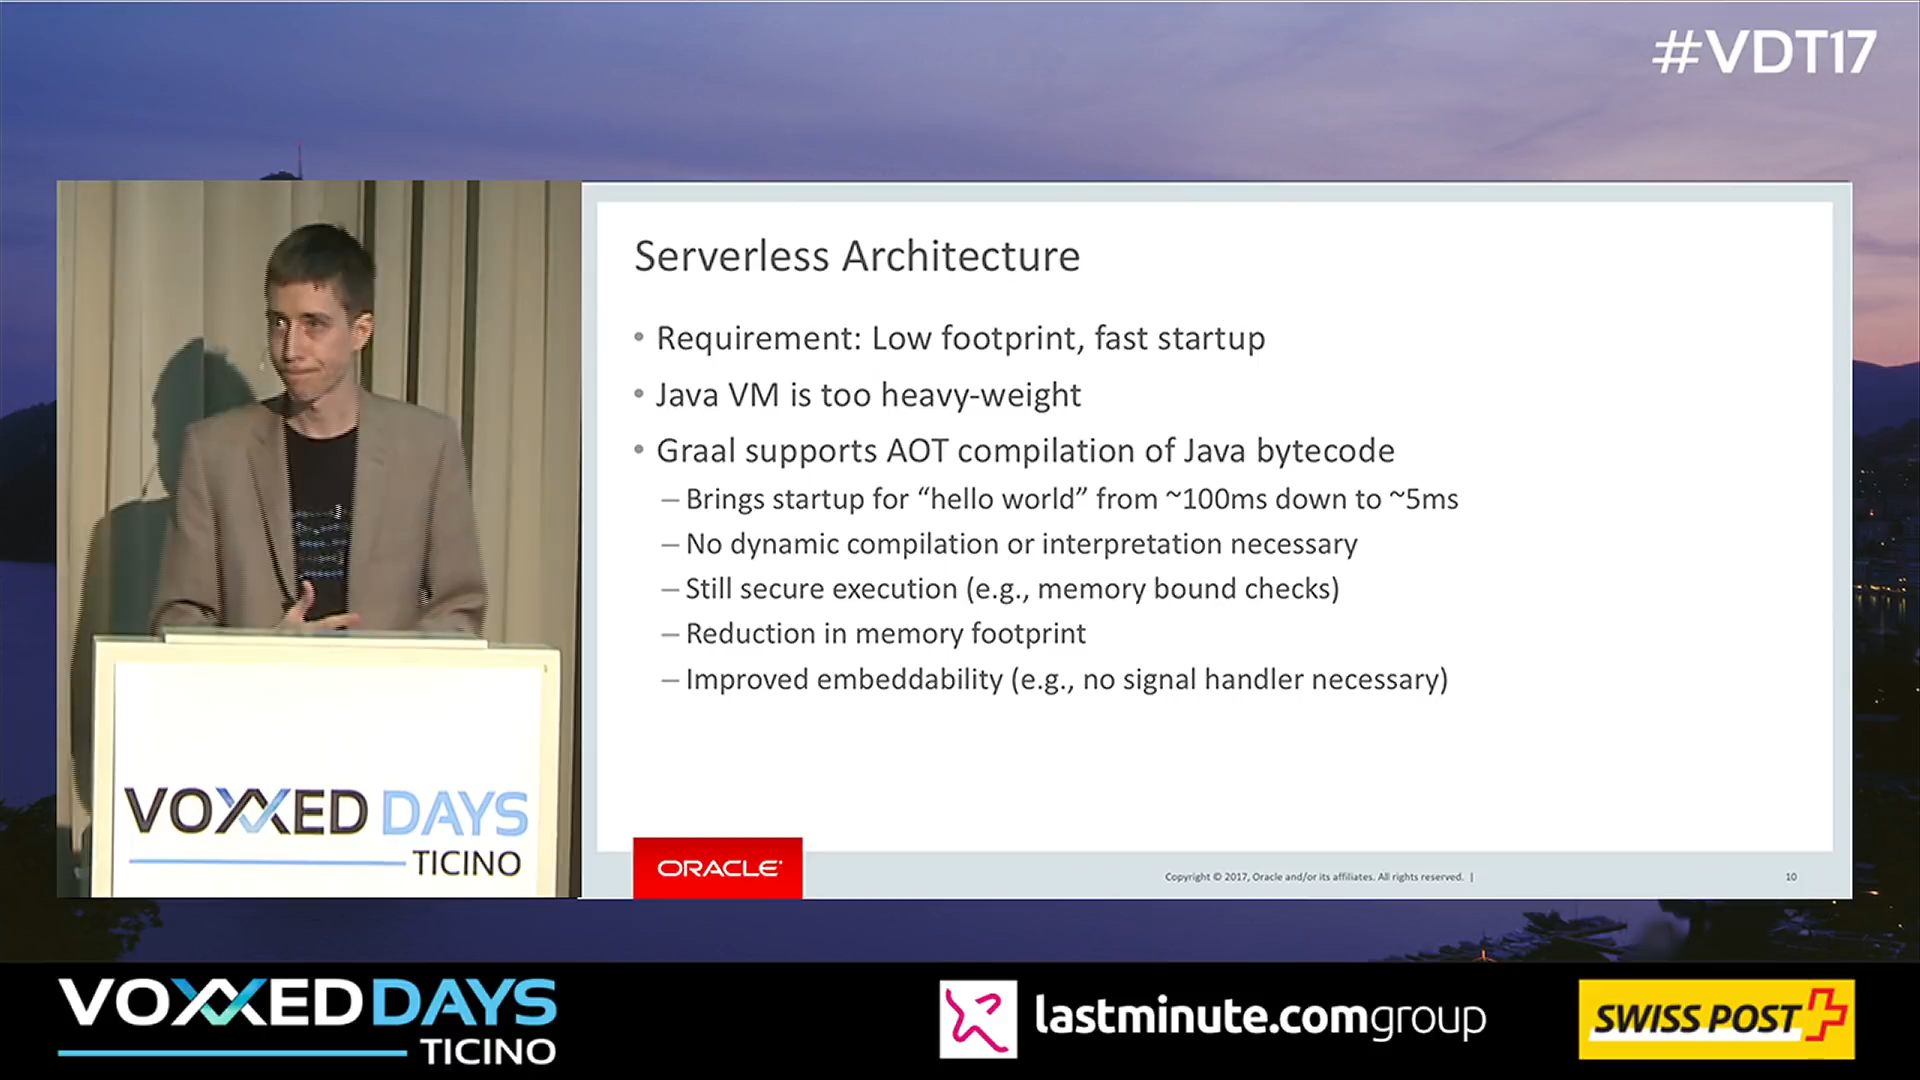 #VDT17
Serverless Architecture
• Requirement: Low footprint, fast startup
• Java VM is too heavy-weight
• Graal supports AOT compilation of Java bytecode
– Brings startup for “hello world” from ~100ms down to ~5ms
– No dynamic compilation or interpretation necessary
– Still secure execution (e.g., memory bound checks)
– Reduction in memory footprint
– Improved embeddability (e.g., no signal handler necessary)
VOXXED DAYS
TICINO
ORACLE
Copyright © 2017, Oracle and/or its affiliates. All rights reserved. |
10
VOXXED DAYS
TICINO
lastminute.comgroup
SWISS POST